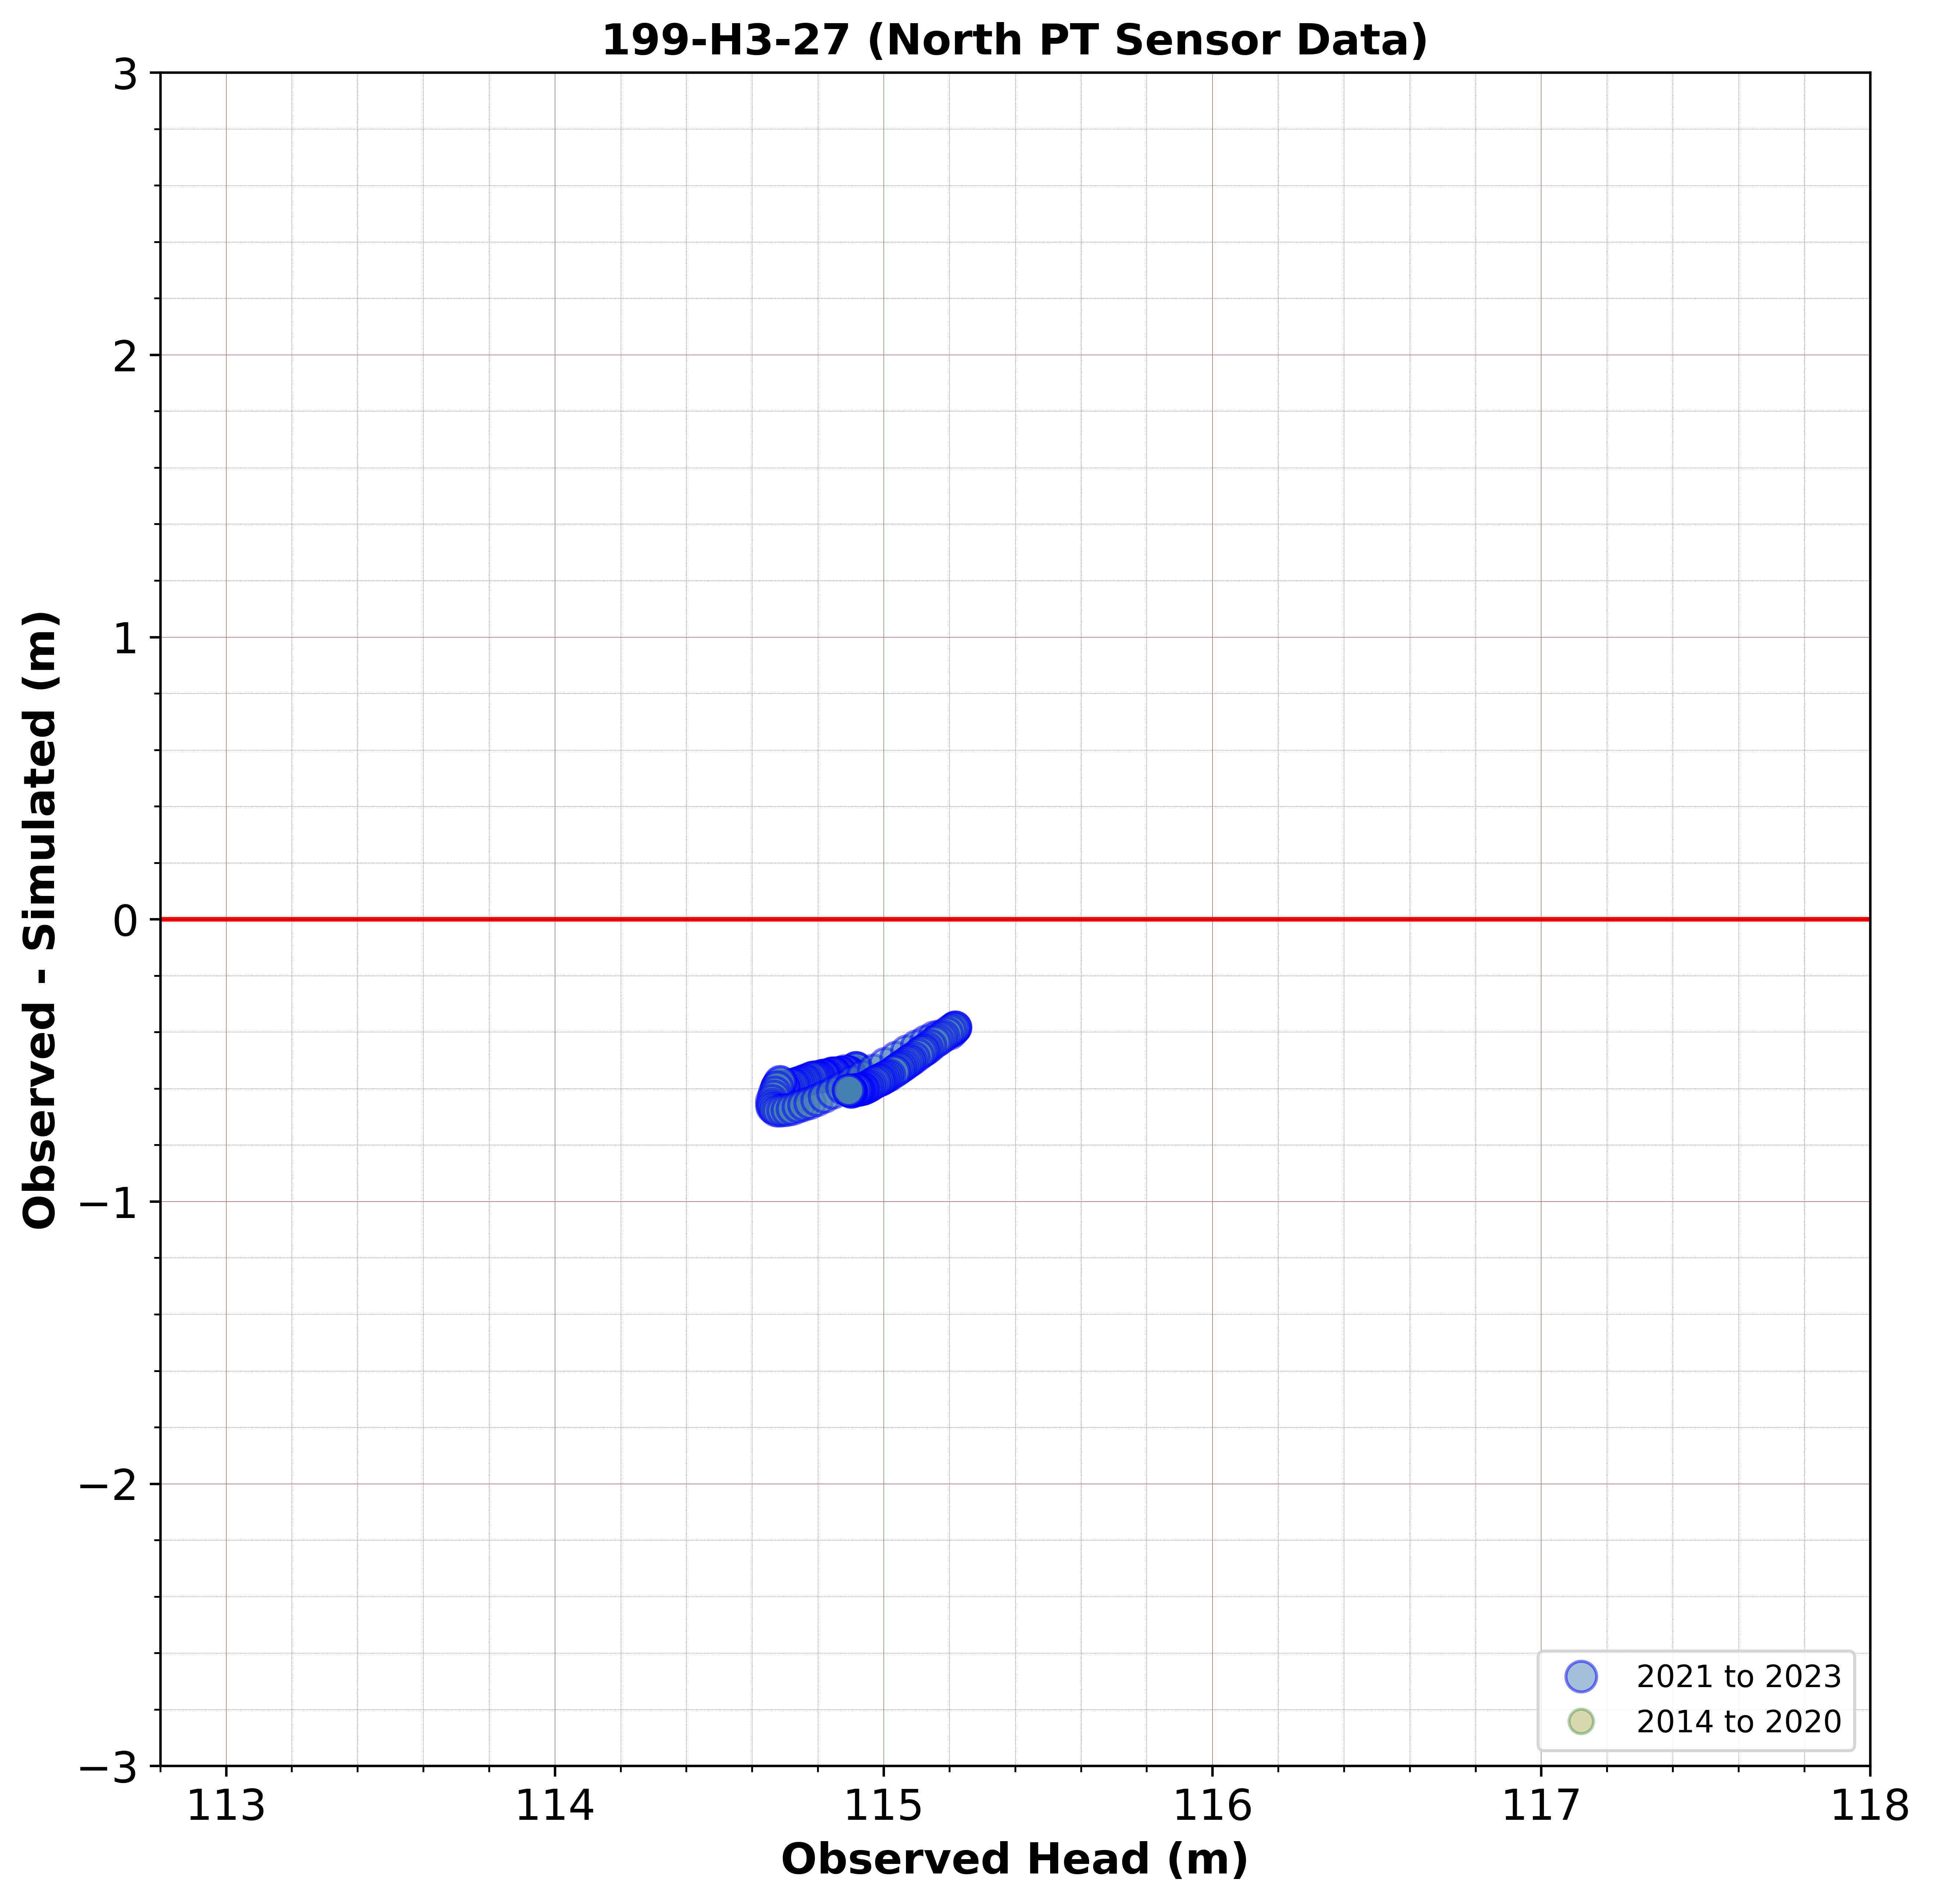 199-H3-27 (North PT Sensor Data)
3
2
1
0
−1
−2
−3
Observed - Simulated (m)
113 114 115 116 117 118
Observed Head (m)
2021 to 2023
2014 to 2020